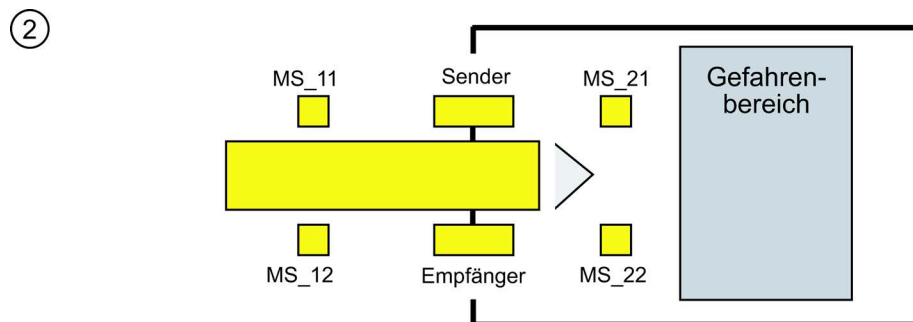 2
MS_11
Sender
MS_21
Gefahren-
bereich
MS_12
Empfänger
MS_22